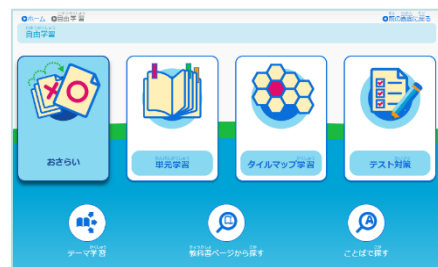 ホーム 自由学習
前の画面に戻る
自由学習
おさらい
単元学習
タイルマップ学習
テスト対策
テーマ学習
教科書ページから探す
ことばで探す